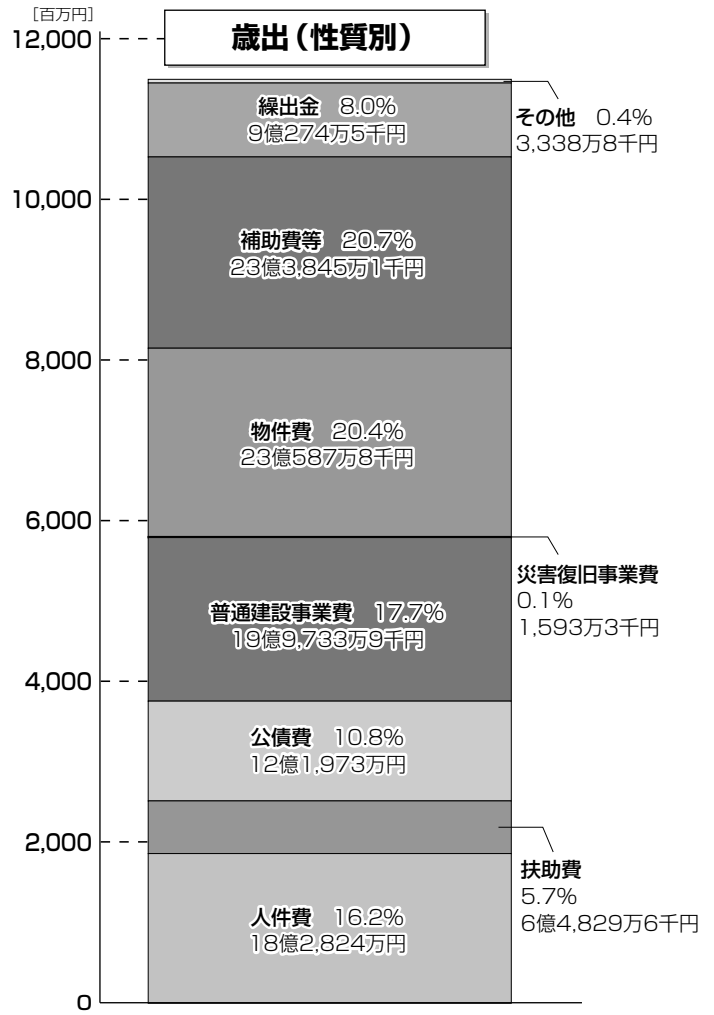 [百万円]
歳出(性質別)
12,000
繰出金 8.0%
9億274万5千円
その他 0.4%
3,338万8千円
10,000
補助費等 20.7%
23億3,845万1千円
8,000
物件費 20.4%
23億587万8千円
6,000
災害復旧事業費
0.1%
1,593万3千円
普通建設事業費 17.7%
19億9,733万9千円
4,000
公債費 10.8%
12億1,973万円
2,000
扶助費
5.7%
6億4,829万6千円
人件費 16.2%
18億2,824万円
0